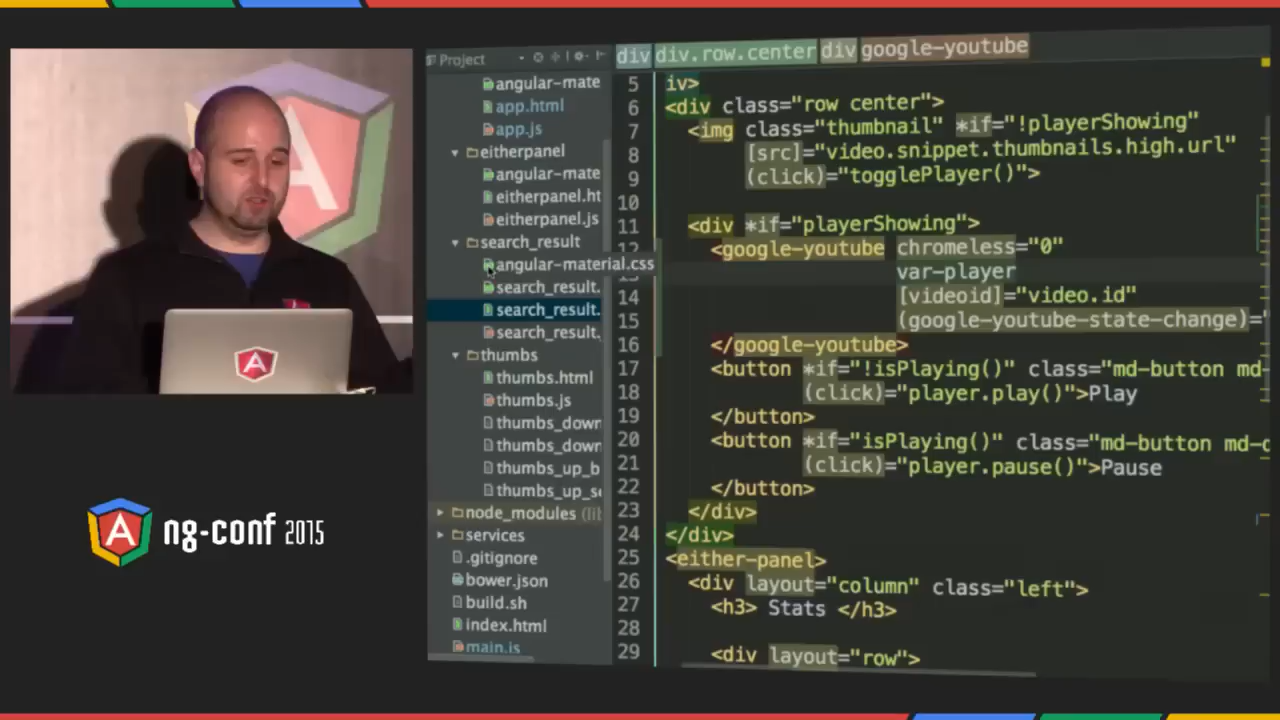 Project
angular-mate
app.html
app.js
eitherpanel
angular-mate
eitherpanel.ht
eitherpanel.js
search_result
angular-material.css
search_result.
search_result.
search_result.
thumbs
thumbs.html
thumbs.js
thumbs_down
thumbs_down
thumbs_up_b
thumbs_up_se
node_modules (lib
services
.gitignore
bower.json
build.sh
index.html
main.js
div div.row.center div google-youtube
5 iv>
6 <div class="row center">
7 <img class="thumbnail" *if="!playerShowing"
8 [src]="video.snippet.thumbnails.high.url"
9 (click)="togglePlayer()">
10
11 <div *if="playerShowing">
12 <google-youtube chromeless="0"
var-player
14 [videoid]="video.id"
15 (google-youtube-state-change)="
16 </google-youtube>
17 <button *if="!isPlaying()" class="md-button md-
18 (click)="player.play()">Play
19 </button>
20 <button *if="isPlaying()" class="md-button md-c
21 (click)="player.pause()">Pause
22 </button>
23 </div>
24 </div>
25 <either-panel>
26 <div layout="column" class="left">
27 <h3> Stats </h3>
28
29 <div layout="row">
A
A
A ng-conf 2015